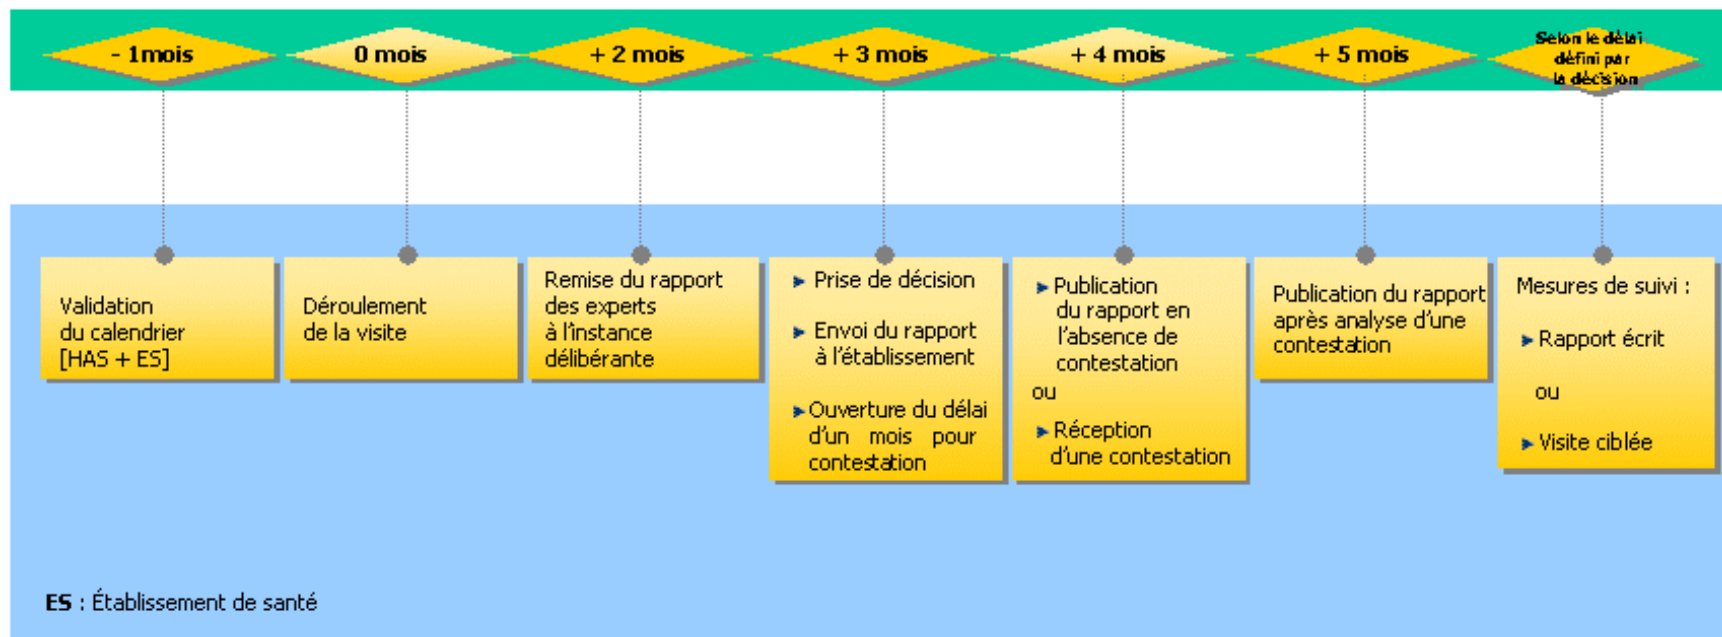 - 1mois
0 mois
+ 2 mois
+ 3 mois
+ 4 mois
+ 5 mois
Selon le délai
défini par
la décision
Validation
du calendrier
[HAS + ES]
Déroulement
de la visite
Remise du rapport
des experts
à l'instance
délibérante
Prise de décision
Envoi du rapport
à l'établissement
Ouverture du délai
d'un mois pour
contestation
Publication
du rapport en
l'absence de
contestation
ou
Réception
d'une contestation
Publication du rapport
après analyse d'une
contestation
Mesures de suivi :
Rapport écrit
ou
Visite ciblée
ES : Établissement de santé